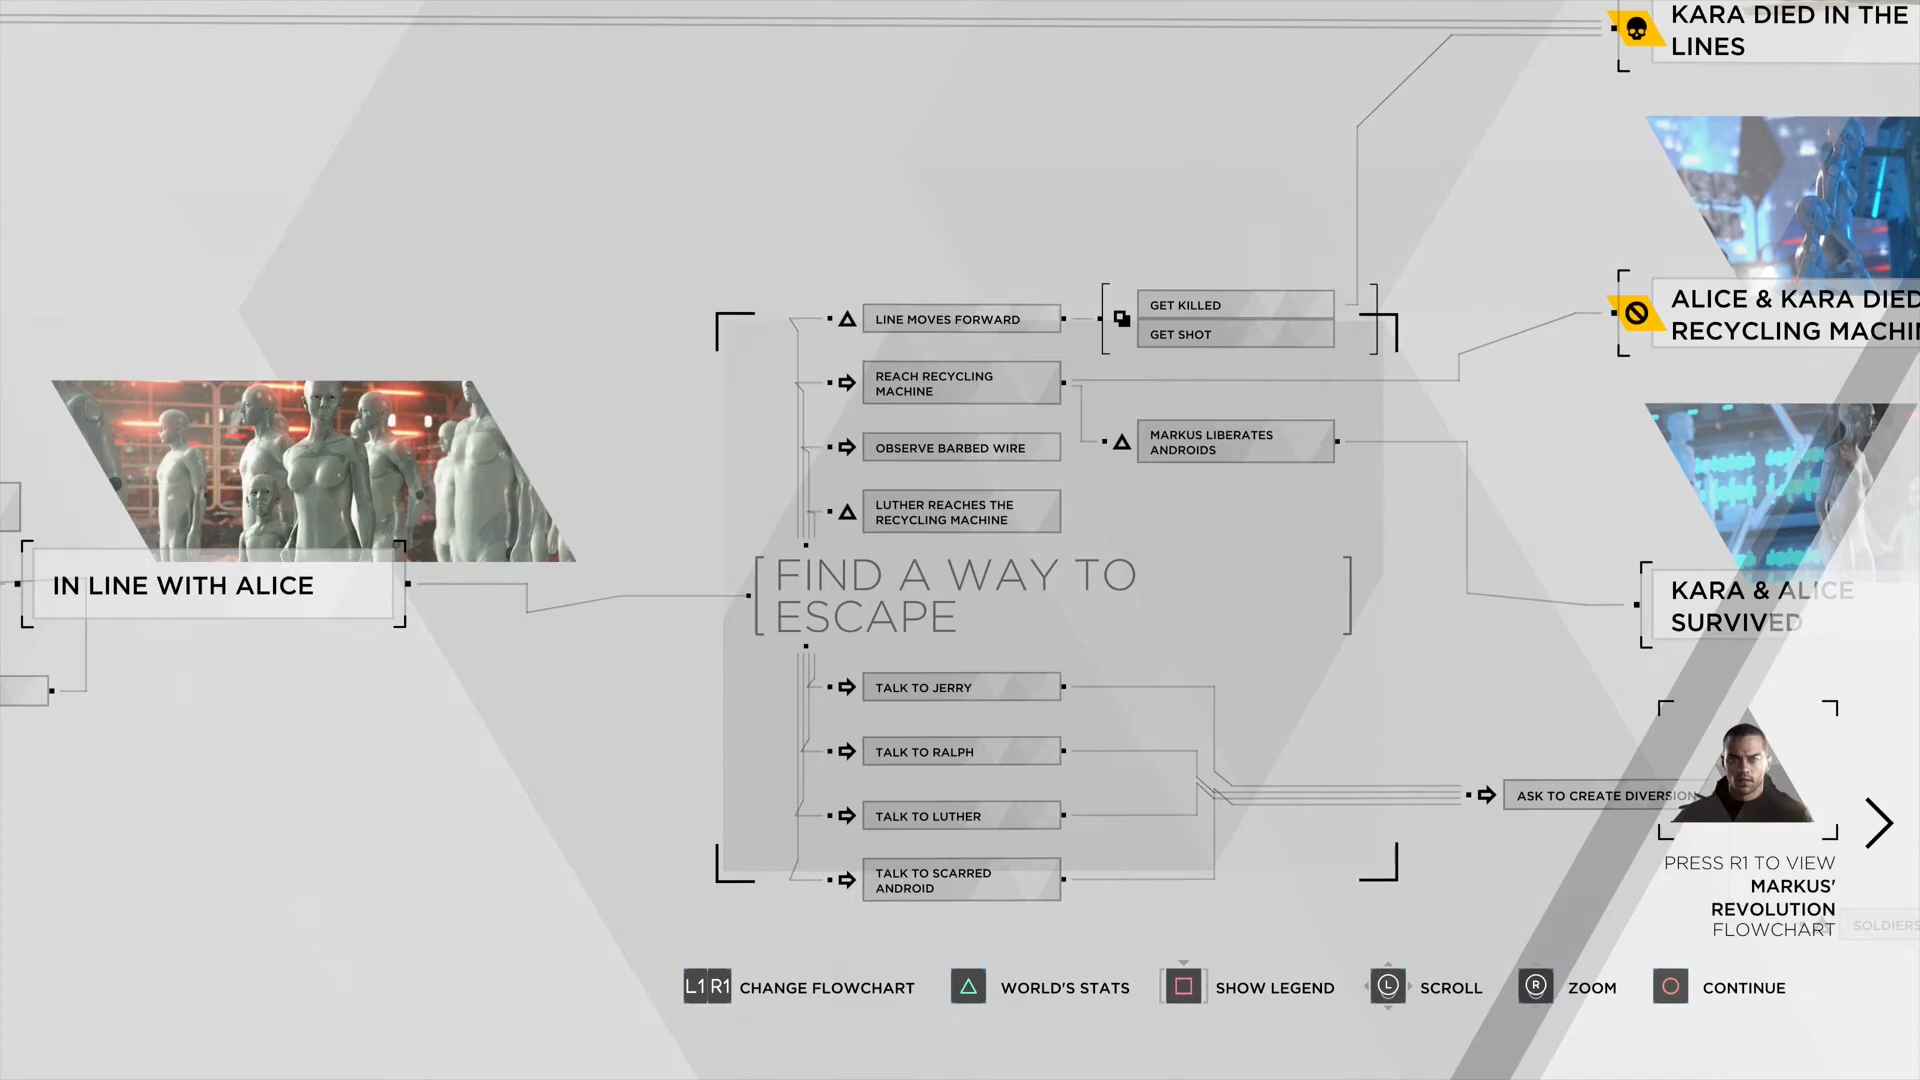 KARA DIED IN THE
LINES
ALICE & KARA DIED
RECYCLING
LINE MOVES FORWARD
GET KILLED
GET SHOT
REACH RECYCLING
MACHINE
MARKUS LIBERATES
ANDROIDS
OBSERVE BARBED WIRE
LUTHER REACHES THE
RECYCLING MACHINE
IN LINE WITH ALICE
FIND A WAY TO
ESCAPE
KARA & ALICE
SURVIVED
TALK TO JERRY
TALK TO RALPH
TALK TO LUTHER
TALK TO SCARRED
ANDROID
ASK TO CREATE DIVERSION
PRESS R1 TO VIEW
MARKUS'
REVOLUTION
FLOWCHART
SOLDIERS
L1 R1 CHANGE FLOWCHART
WORLD'S STATS
SHOW LEGEND
L SCROLL
R ZOOM
CONTINUE